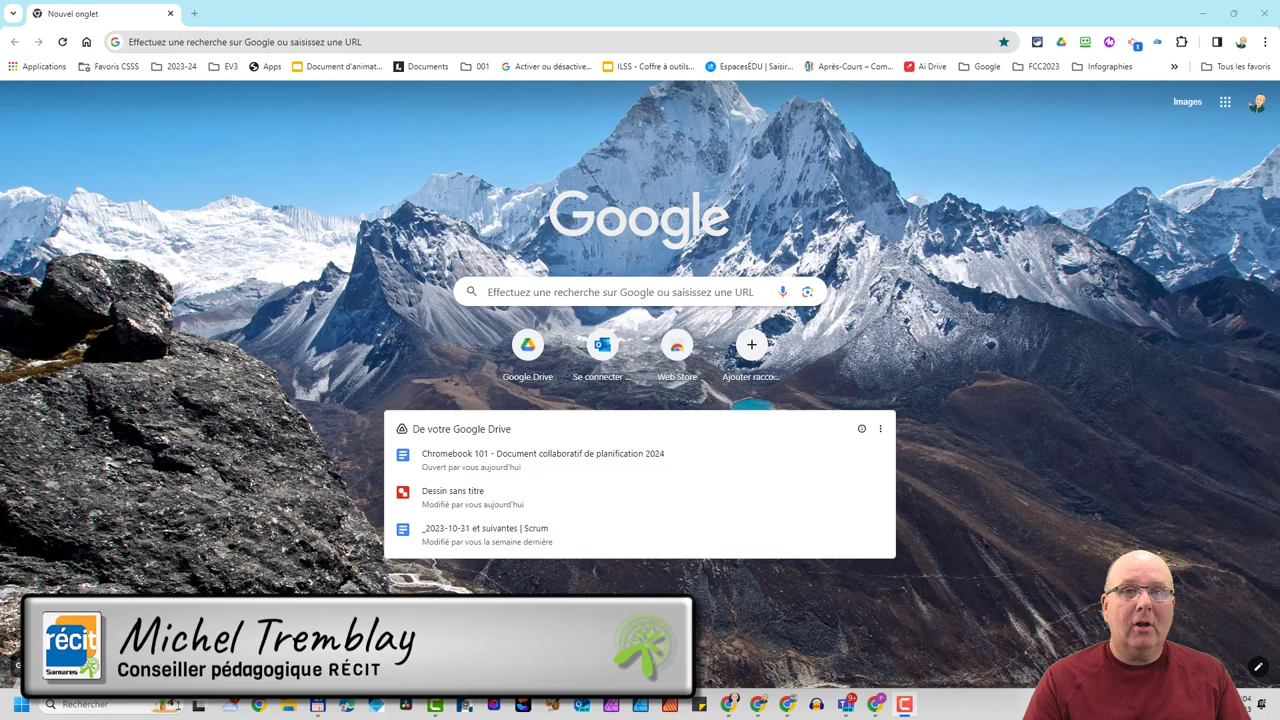 Nouvel onglet
Effectuez une recherche sur Google ou saisissez une URL
1
Applications
Favoris CSSS
2023-24
EV3
Apps
Document d'animat...
Documents
001
Activer ou désactive...
ILSS - Coffre à outils...
EspacesÉDU | Saisir...
Après-Cours – Com...
Ai Drive
Google
FCC2023
Infographies
Tous les favoris
Images
Google
Effectuez une recherche sur Google ou saisissez une URL
Google Drive
Se connecter ...
Web Store
Ajouter racco...
De votre Google Drive
Chromebook 101 - Document collaboratif de planification 2024
Ouvert par vous aujourd'hui
Dessin sans titre
Modifié par vous aujourd'hui
_2023-10-31 et suivantes | Scrum
Modifié par vous la semaine dernière
récit
Samares
Michel Tremblay
Conseiller pédagogique RÉCIT
Rechercher